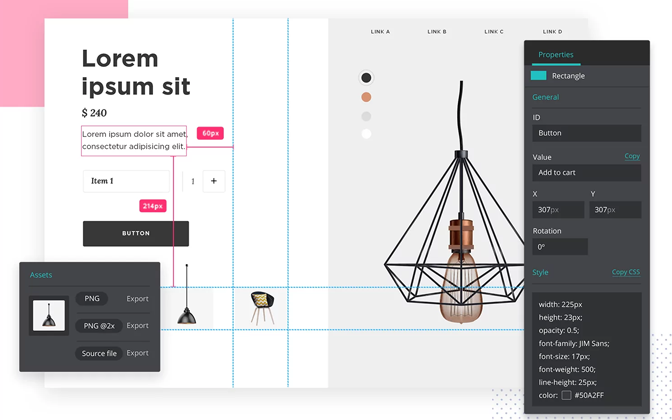 LINK A
LINK B
LINK C
LINK D
Lorem
ipsum sit
$ 240
Lorem ipsum dolor sit amet,
consectetur adipisicing elit.
60px
Item 1
1
+
214px
BUTTON
Assets
PNG
Export
PNG @2x
Export
Source file
Export
Properties
Rectangle
General
ID
Button
Value
Copy
Add to cart
X
Y
307px
307px
Rotation
0°
Style
Copy CSS
width: 225px
height: 23px;
opacity: 0.5;
font-family: JIM Sans;
font-size: 17px;
font-weight: 500;
line-height: 25px;
color: #50A2FF